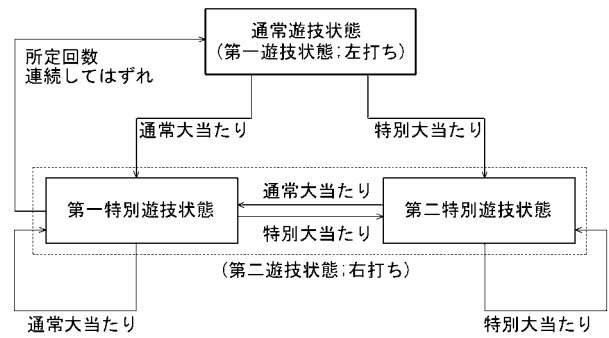 通常遊技状態
(第一遊技状態;左打ち)
所定回数
連続してはずれ
通常大当たり
特別大当たり
第一特別遊技状態
通常大当たり
特別大当たり
第二特別遊技状態
(第二遊技状態;右打ち)
通常大当たり
特別大当たり